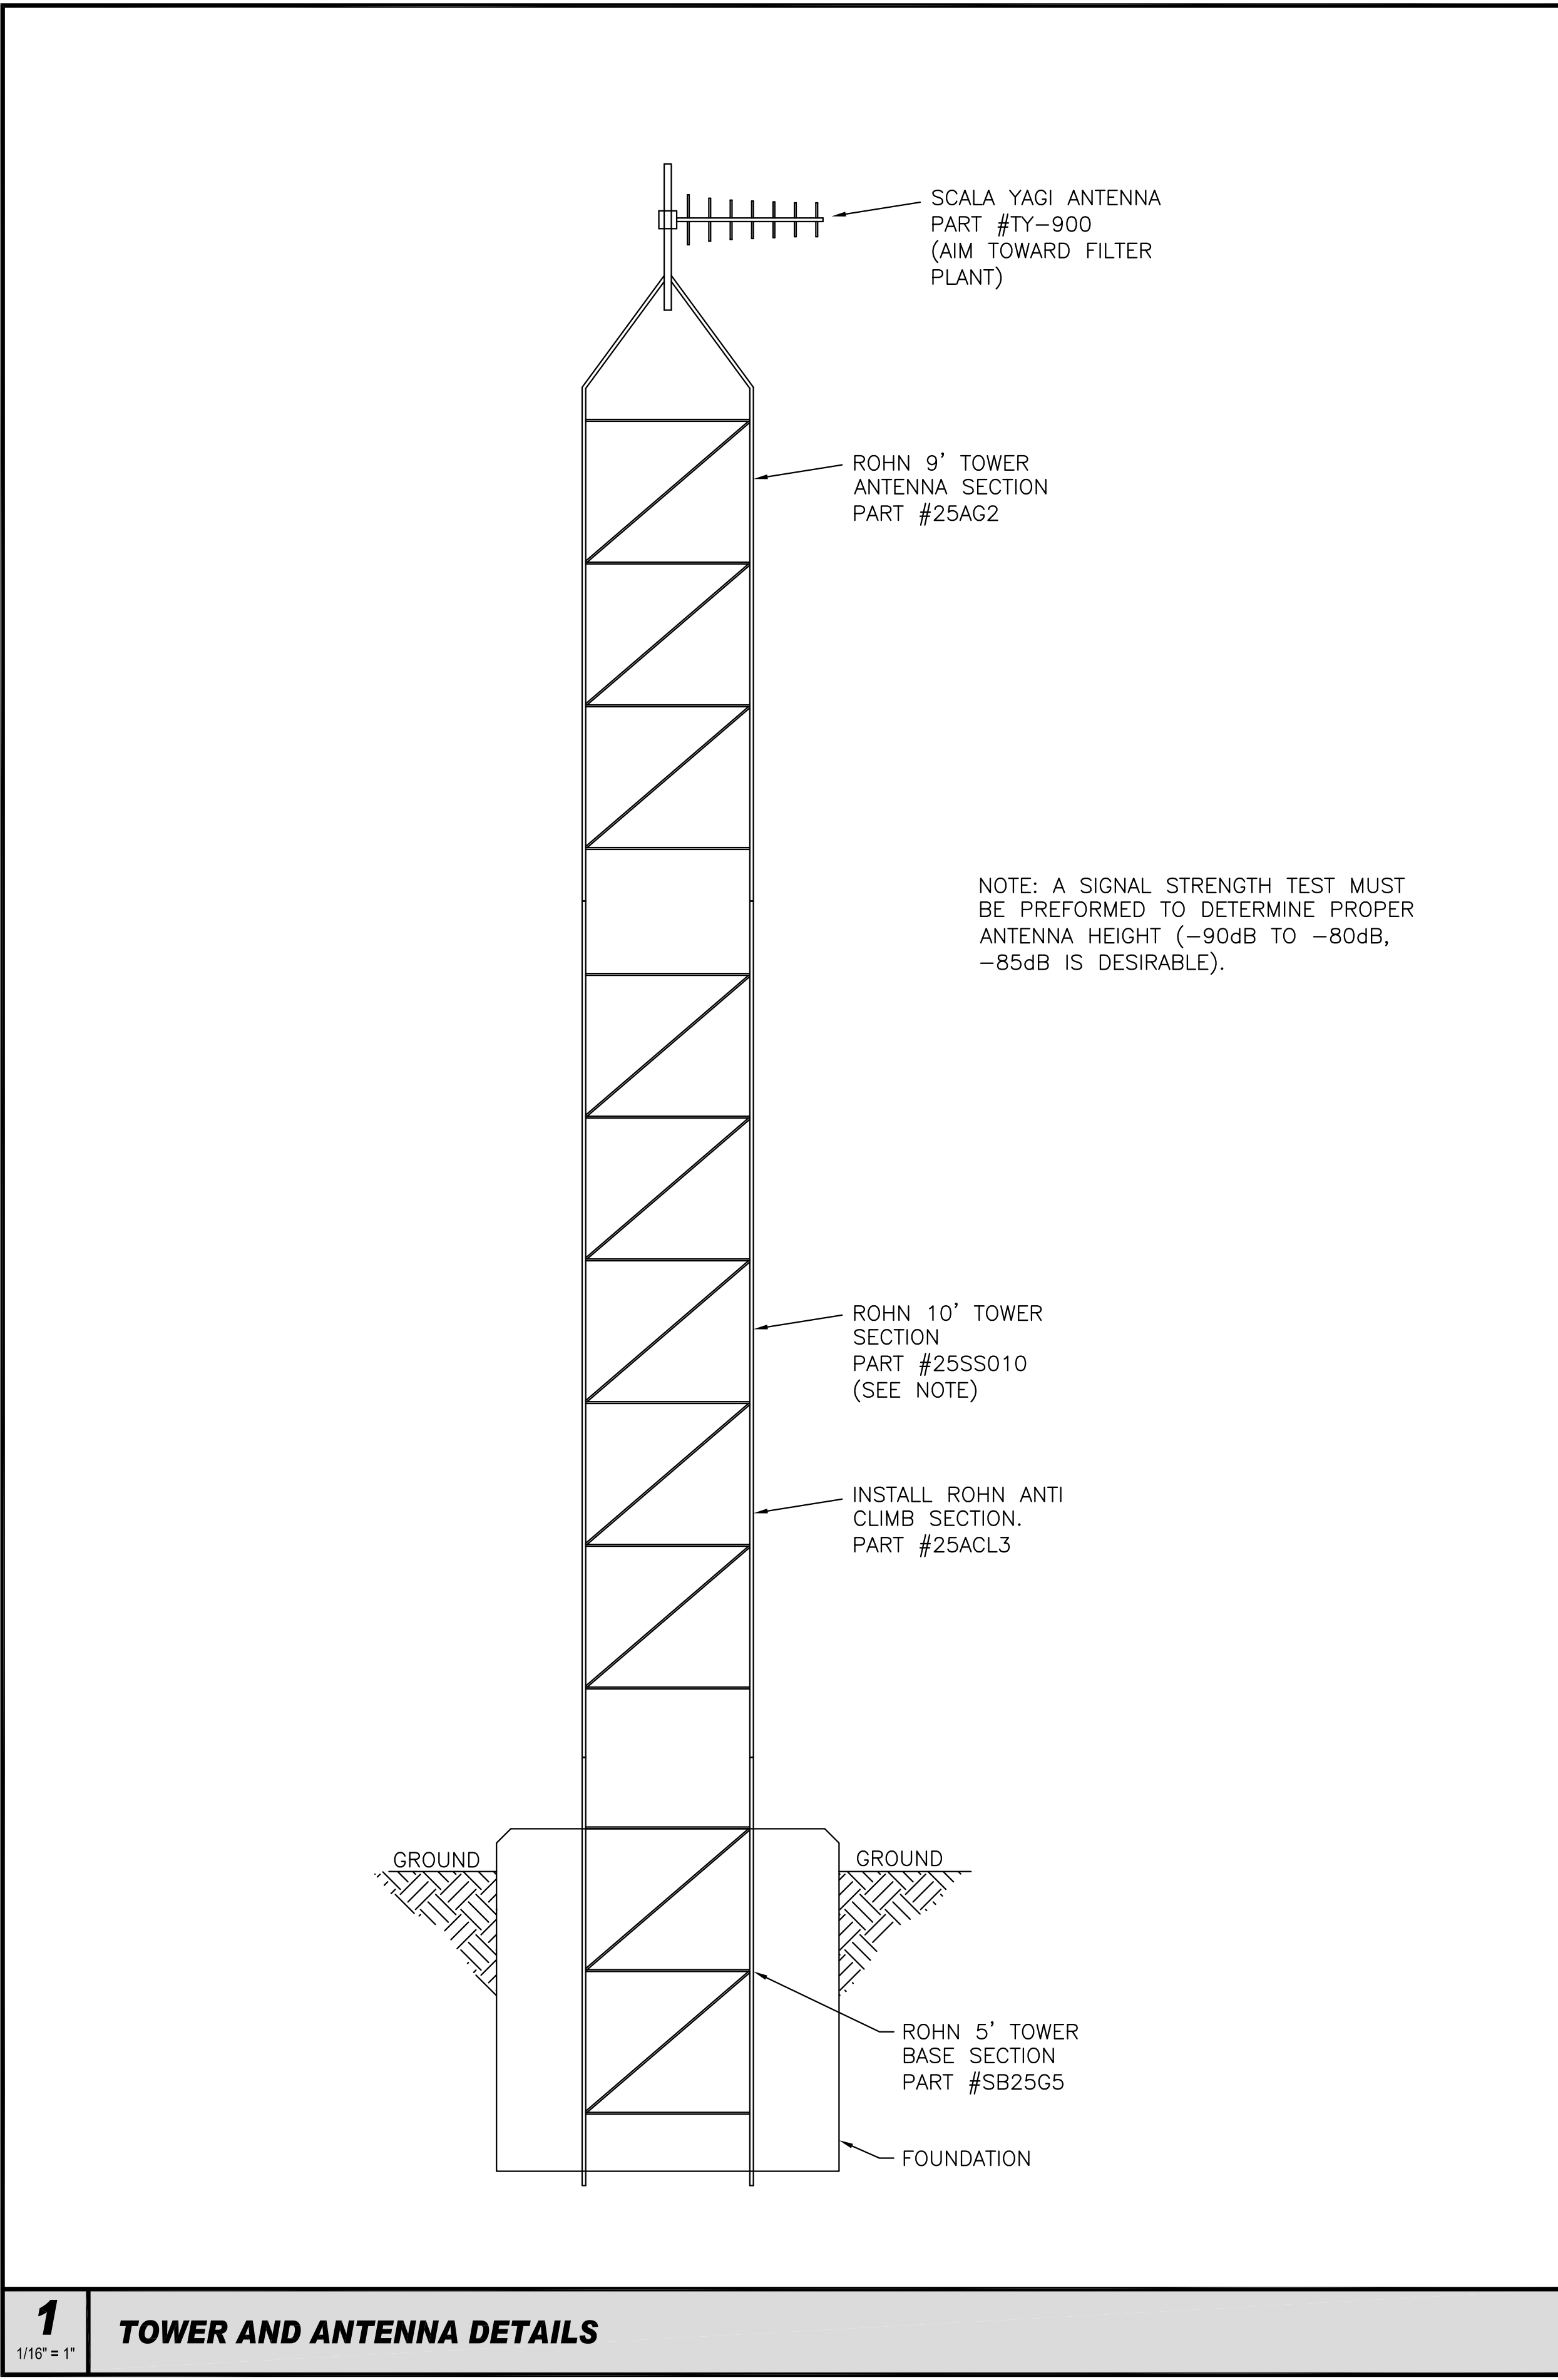 SCALA YAGI ANTENNA
PART #TY-900
(AIM TOWARD FILTER
PLANT)
ROHN 9' TOWER
ANTENNA SECTION
PART #25AG2
NOTE: A SIGNAL STRENGTH TEST MUST
BE PREFORMED TO DETERMINE PROPER
ANTENNA HEIGHT (-90dB TO -80dB,
-85dB IS DESIRABLE).
ROHN 10' TOWER
SECTION
PART #25SS010
(SEE NOTE)
INSTALL ROHN ANTI
CLIMB SECTION.
PART #25ACL3
GROUND
GROUND
ROHN 5' TOWER
BASE SECTION
PART #SB25G5
FOUNDATION
1
1/16" = 1"
TOWER AND ANTENNA DETAILS